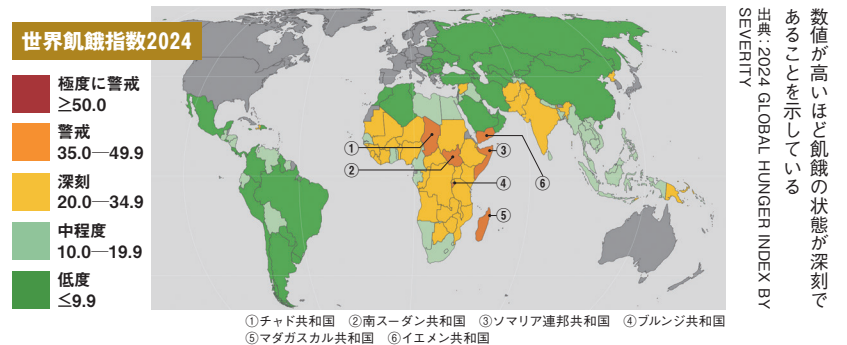 世界飢餓指数2024
極度に警戒
≥50.0
警戒
35.0―49.9
深刻
20.0―34.9
中程度
10.0―19.9
低度
≤9.9
数値が高いほど飢餓の状態が深刻で
あることを示している
出典：2024 GLOBAL HUNGER INDEX BY
SEVERITY
①
②
③
④
⑤
⑥
①チャド共和国　②南スーダン共和国　③ソマリア連邦共和国　④ブルンジ共和国
⑤マダガスカル共和国　⑥イエメン共和国